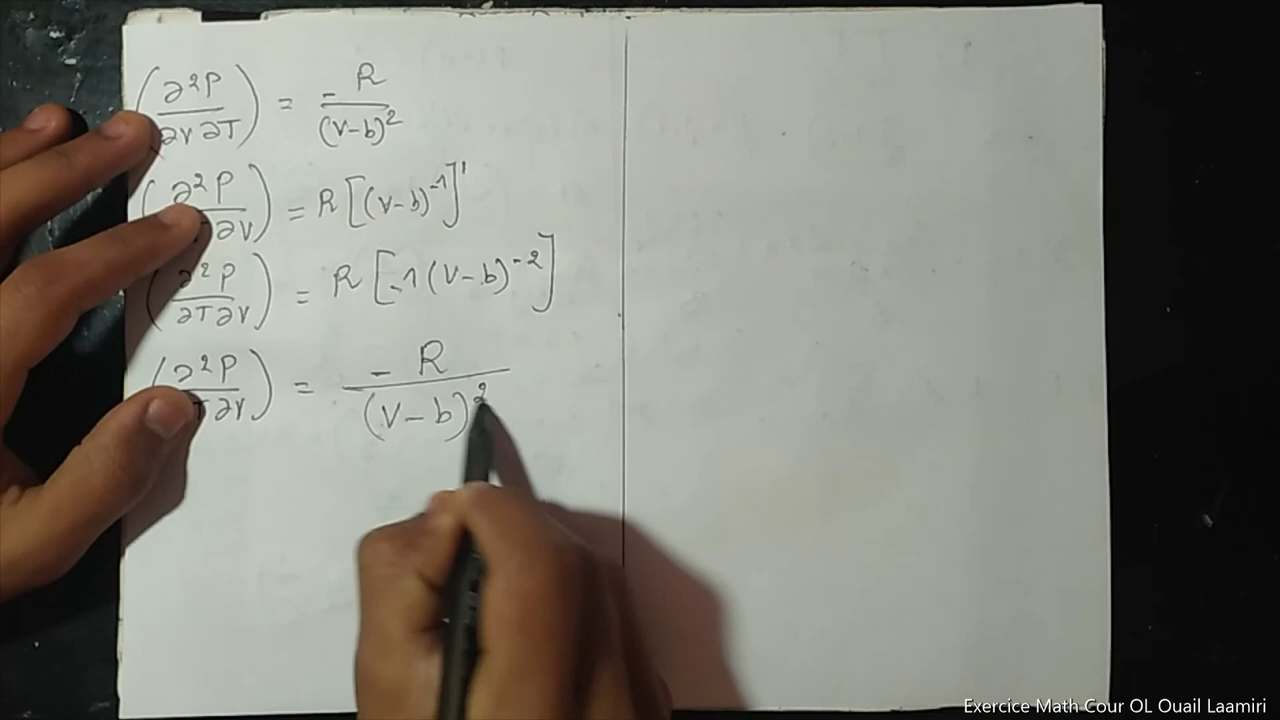 (∂²P/∂V∂T) = -R/(V-b)²
(∂²P/∂V) = R[(V-b)⁻¹]'
(∂²P/∂T∂V) = R[-1(V-b)⁻²]
(∂²P/∂V) = -R/(V-b)²
Exercice Math Cour OL Ouail Laamiri